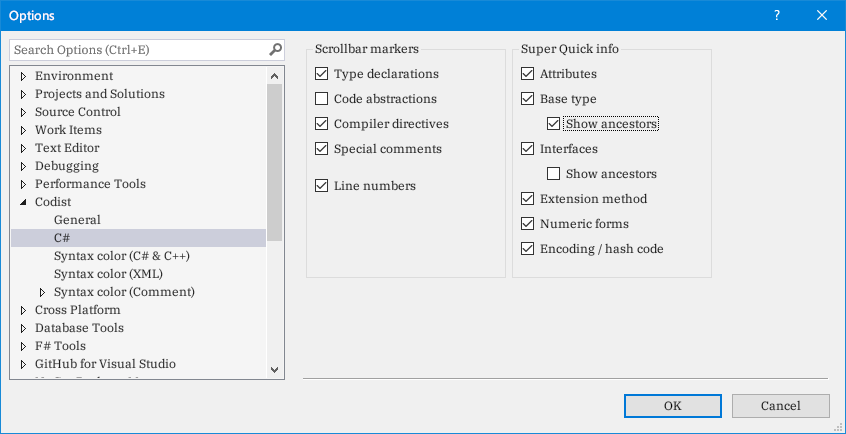 Options
?
Search Options (Ctrl+E)
Environment
Projects and Solutions
Source Control
Work Items
Text Editor
Debugging
Performance Tools
Codist
General
C#
Syntax color (C# & C++)
Syntax color (XML)
Syntax color (Comment)
Cross Platform
Database Tools
F# Tools
GitHub for Visual Studio
Scrollbar markers
Type declarations
Code abstractions
Compiler directives
Special comments
Line numbers
Super Quick info
Attributes
Base type
Show ancestors
Interfaces
Show ancestors
Extension method
Numeric forms
Encoding / hash code
OK
Cancel